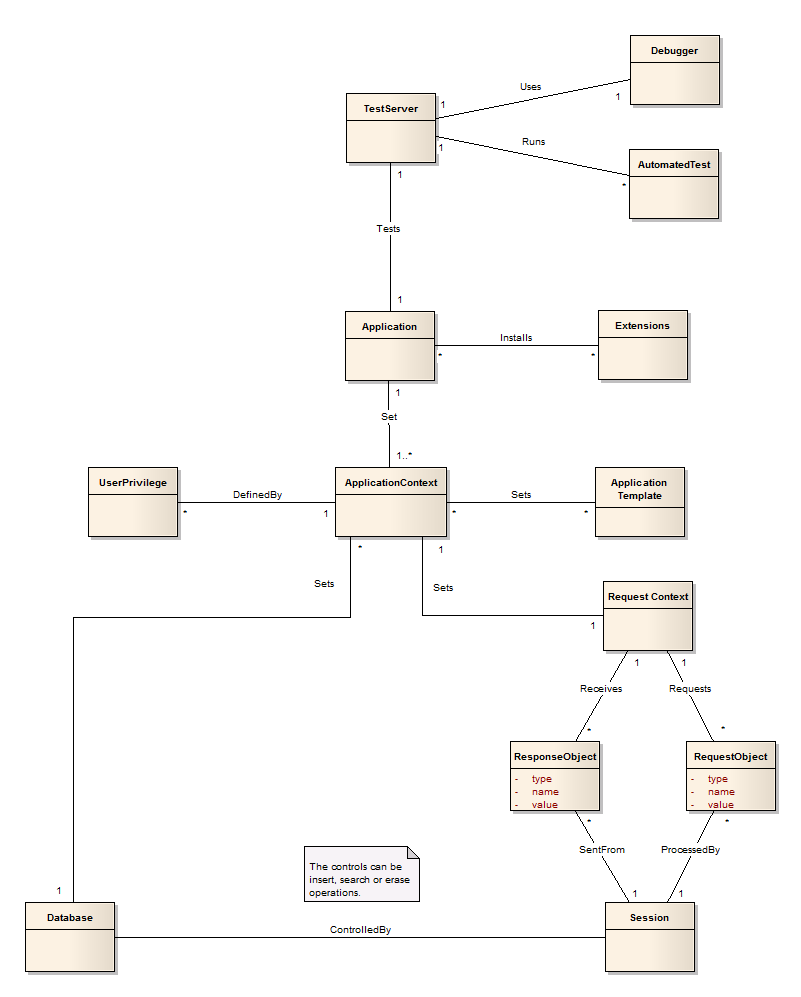 Debugger
Uses
1
1
TestServer
Runs
1
AutomatedTest
*
1
Tests
1
Application
Extensions
Installs
*
*
1
Set
1..*
UserPrivilege
ApplicationContext
Application
Template
DefinedBy
Sets
*
1
*
*
*
1
Sets
Sets
Request Context
1
1
1
Receives
Requests
*
*
ResponseObject
RequestObject
- type
- name
- value
- type
- name
- value
*
*
SentFrom
ProcessedBy
The controls can be
insert, search or erase
operations.
1
1
1
Database
Session
ControlledBy